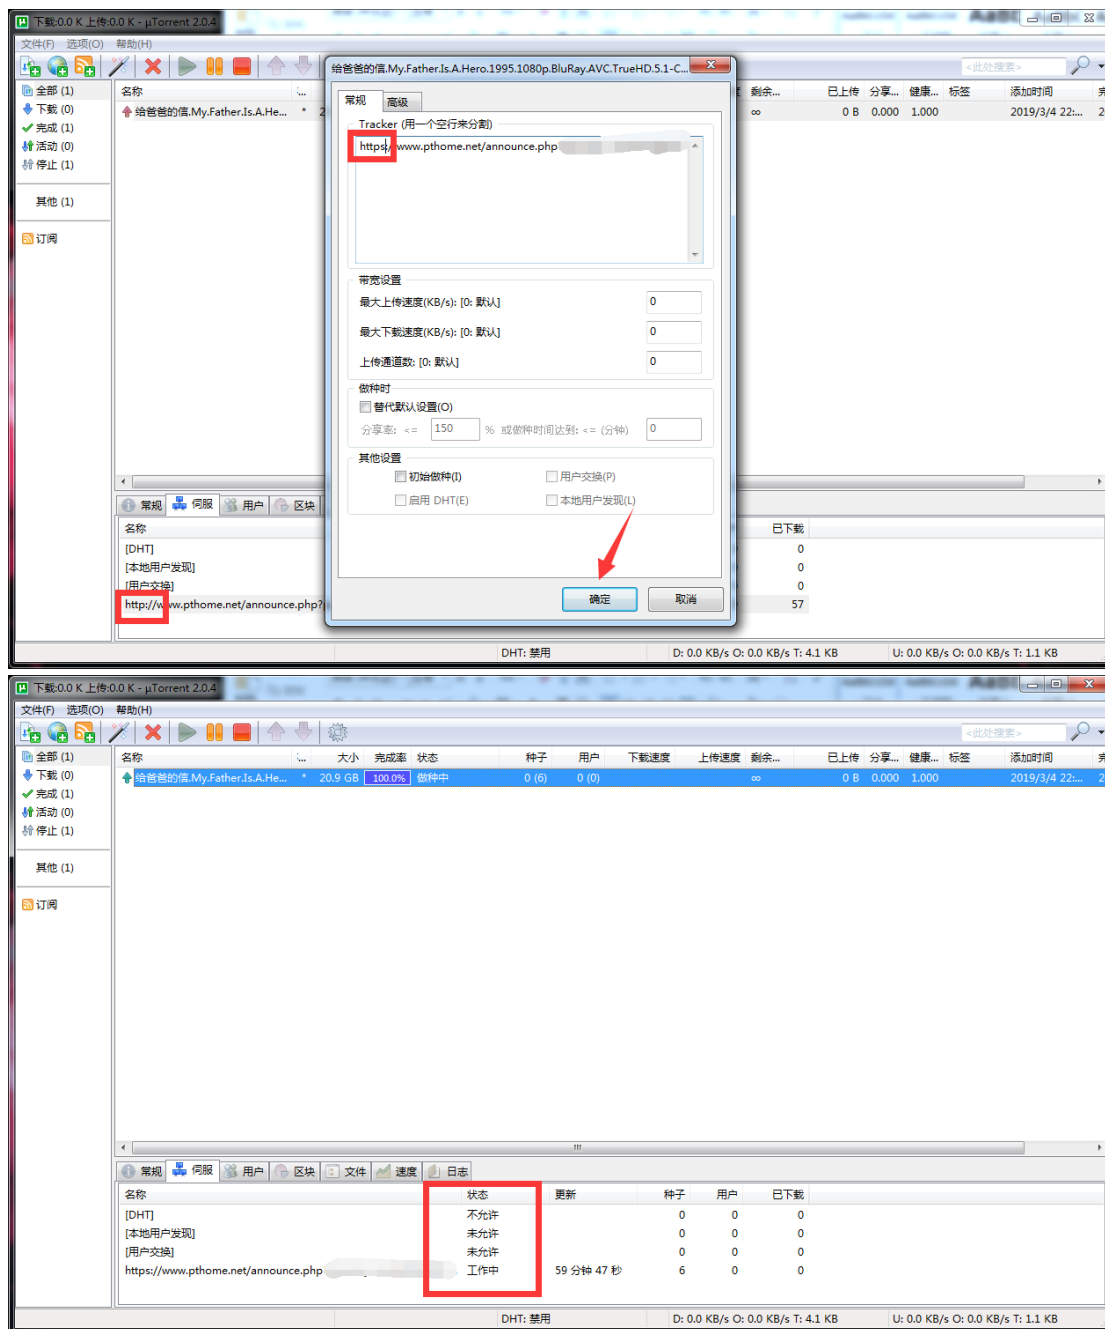 下载:0.0 K 上传:0.0 K - µTorrent 2.0.4
文件(F) 选项(O) 帮助(H)
<此处搜索>
全部 (1)
下载 (0)
完成 (1)
活动 (0)
停止 (1)
其他 (1)
订阅
名称 剩余... 已上传 分享... 健康... 标签 添加时间
给爸爸的信.My.Father.Is.A.He... * 2 ∞ 0 B 0.000 1.000 2019/3/4 22:... 2
给爸爸的信.My.Father.Is.A.Hero.1995.1080p.BluRay.AVC.TrueHD.5.1-C...
常规 高级
Tracker (用一个空行来分割)
https://www.pthome.net/announce.php
带宽设置
最大上传速度(KB/s): [0: 默认] 0
最大下载速度(KB/s): [0: 默认] 0
上传通道数: [0: 默认] 0
做种时
替代默认设置(O)
分享率: <= 150 % 或做种时间达到: <= (分钟) 0
其他设置
初始做种(I) 用户交换(P)
启用 DHT(E) 本地用户发现(L)
确定 取消
常规 伺服 用户 区块
名称 已下载
[DHT] 0
[本地用户发现] 0
[用户交换] 0
http://www.pthome.net/announce.php? 57
DHT: 禁用 D: 0.0 KB/s O: 0.0 KB/s T: 4.1 KB U: 0.0 KB/s O: 0.0 KB/s T: 1.1 KB
下载:0.0 K 上传:0.0 K - µTorrent 2.0.4
文件(F) 选项(O) 帮助(H)
<此处搜索>
全部 (1)
下载 (0)
完成 (1)
活动 (0)
停止 (1)
其他 (1)
订阅
名称 大小 完成率 状态 种子 用户 下载速度 上传速度 剩余... 已上传 分享... 健康... 标签 添加时间
给爸爸的信.My.Father.Is.A.He... * 20.9 GB 100.0% 做种中 0 (6) 0 (0) ∞ 0 B 0.000 1.000 2019/3/4 22:... 2
常规 伺服 用户 区块 文件 速度 日志
名称 状态 更新 种子 用户 已下载
[DHT] 不允许 0 0 0
[本地用户发现] 未允许 0 0 0
[用户交换] 未允许 0 0 0
https://www.pthome.net/announce.php 工作中 59 分钟 47 秒 6 0 0
DHT: 禁用 D: 0.0 KB/s O: 0.0 KB/s T: 4.1 KB U: 0.0 KB/s O: 0.0 KB/s T: 1.1 KB